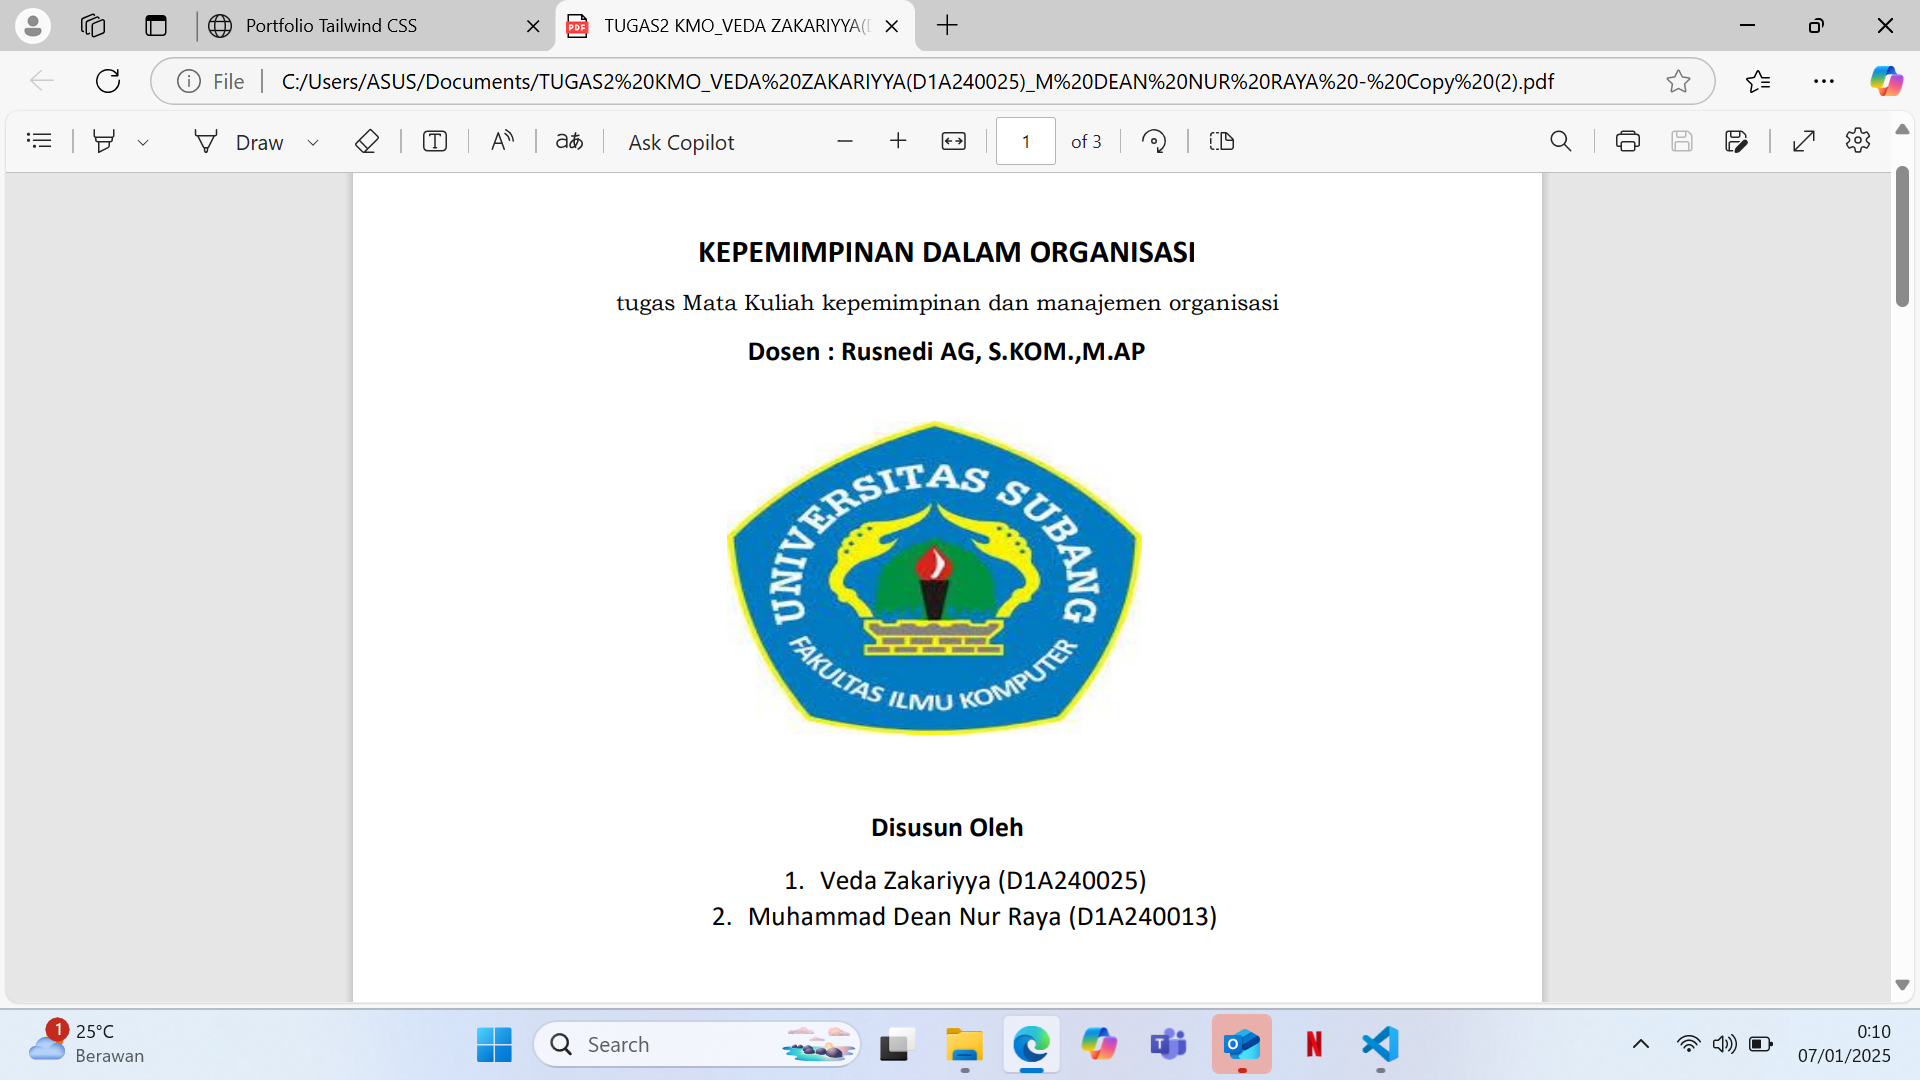 Portfolio Tailwind CSS
TUGAS2 KMO_VEDA ZAKARIYYA(
File
C:/Users/ASUS/Documents/TUGAS2%20KMO_VEDA%20ZAKARIYYA(D1A240025)_M%20DEAN%20NUR%20RAYA%20-%20Copy%20(2).pdf
Draw
Ask Copilot
1 of 3
KEPEMIMPINAN DALAM ORGANISASI
tugas Mata Kuliah kepemimpinan dan manajemen organisasi
Dosen : Rusnedi AG, S.KOM.,M.AP
UNIVERSITAS SUBANG
FAKULTAS ILMU KOMPUTER
Disusun Oleh
1. Veda Zakariyya (D1A240025)
2. Muhammad Dean Nur Raya (D1A240013)
1
25°C
Berawan
Search
0:10
07/01/2025